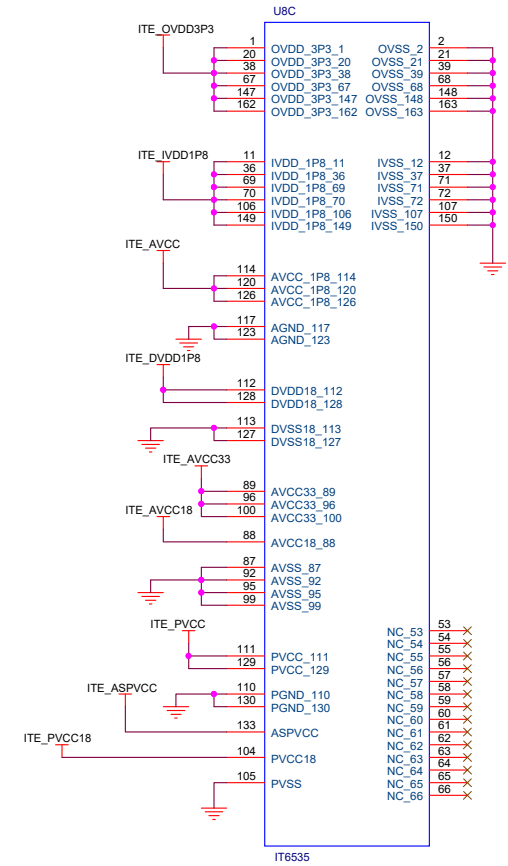 U8C
ITE_OVDD3P3
1 OVDD_3P3_1 OVSS_2 2
20 OVDD_3P3_20 OVSS_21 21
38 OVDD_3P3_38 OVSS_39 39
67 OVDD_3P3_67 OVSS_68 68
147 OVDD_3P3_147 OVSS_148 148
162 OVDD_3P3_162 OVSS_163 163
ITE_IVDD1P8
11 IVDD_1P8_11 IVSS_12 12
36 IVDD_1P8_36 IVSS_37 37
69 IVDD_1P8_69 IVSS_71 71
70 IVDD_1P8_70 IVSS_72 72
106 IVDD_1P8_106 IVSS_107 107
149 IVDD_1P8_149 IVSS_150 150
ITE_AVCC
114 AVCC_1P8_114
120 AVCC_1P8_120
126 AVCC_1P8_126
117 AGND_117
123 AGND_123
ITE_DVDD1P8
112 DVDD18_112
128 DVDD18_128
113 DVSS18_113
127 DVSS18_127
ITE_AVCC33
89 AVCC33_89
96 AVCC33_96
100 AVCC33_100
ITE_AVCC18
88 AVCC18_88
87 AVSS_87
92 AVSS_92
95 AVSS_95
99 AVSS_99
ITE_PVCC
111 PVCC_111
129 PVCC_129
110 PGND_110
130 PGND_130
ITE_ASPVCC
133 ASPVCC
ITE_PVCC18
104 PVCC18
105 PVSS
NC_53 53
NC_54 54
NC_55 55
NC_56 56
NC_57 57
NC_58 58
NC_59 59
NC_60 60
NC_61 61
NC_62 62
NC_63 63
NC_64 64
NC_65 65
NC_66 66
IT6535